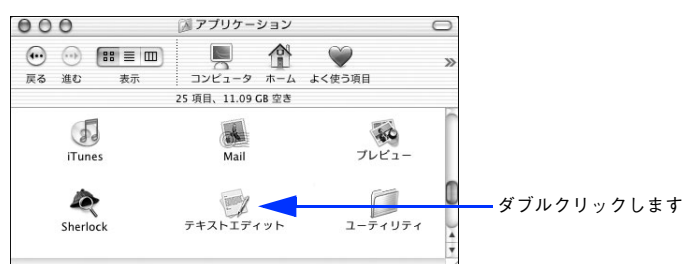 アプリケーション
戻る 進む 表示 コンピュータ ホーム よく使う項目
25 項目、11.09 GB 空き
iTunes Mail プレビュー
Sherlock テキストエディット ユーティリティ
ダブルクリックします